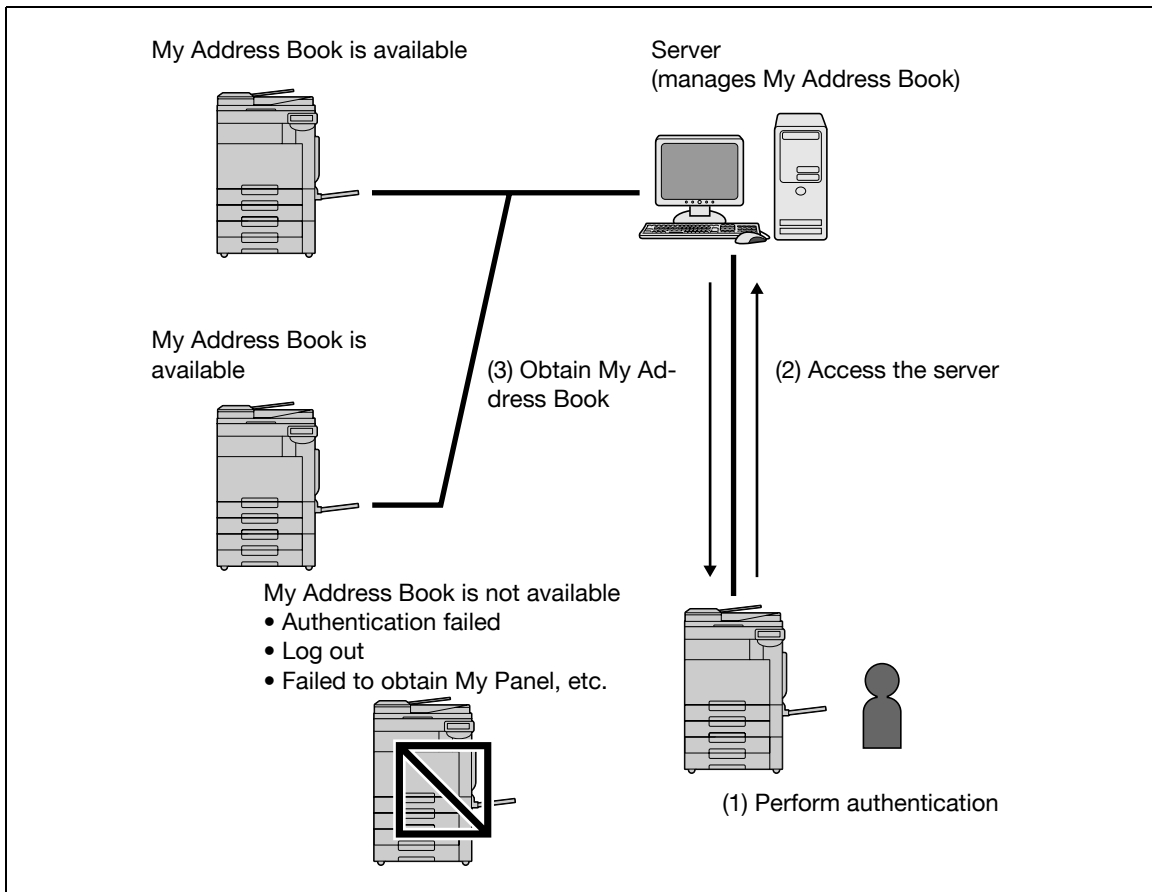 My Address Book is available
Server
(manages My Address Book)
My Address Book is
available
(3) Obtain My Ad-
dress Book
(2) Access the server
My Address Book is not available
• Authentication failed
• Log out
• Failed to obtain My Panel, etc.
(1) Perform authentication